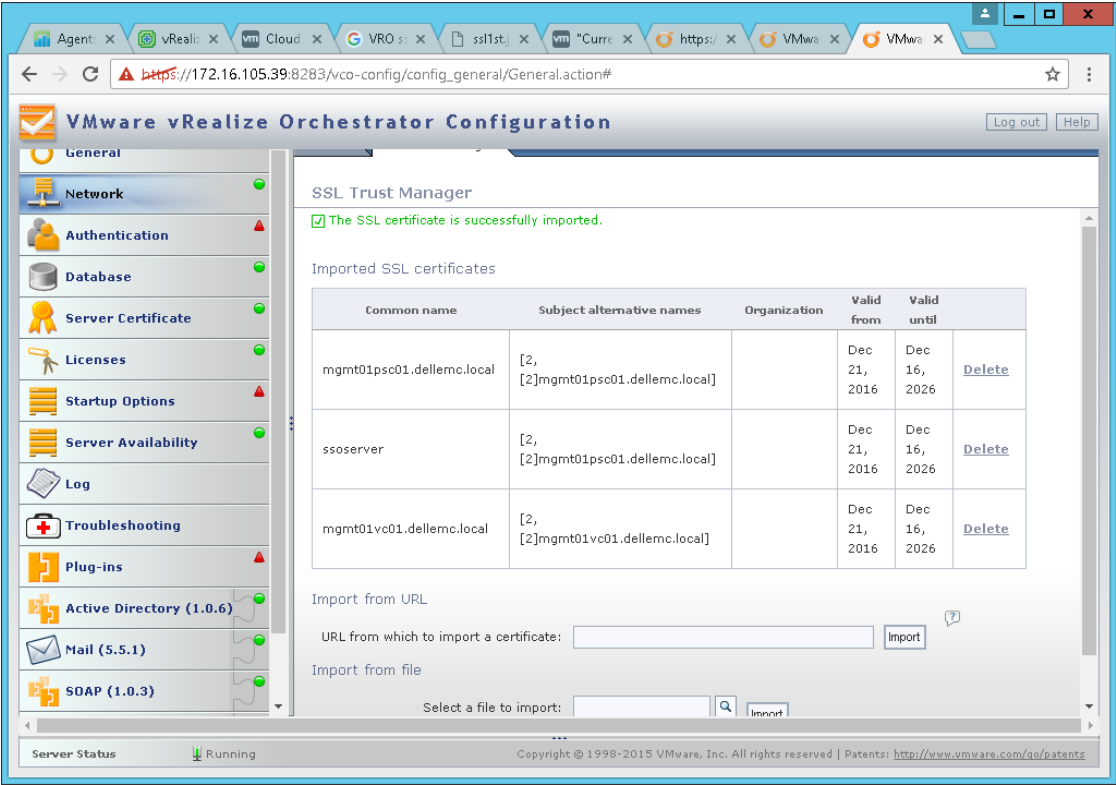 Agent:
vRealiz
Cloud
VRO s:
ssl1st.j
"Curre
https:/
VMwa
VMwa
https://172.16.105.39:8283/vco-config/config_general/General.action#
VMware vRealize Orchestrator Configuration
Log out
Help
General
Network
Authentication
Database
Server Certificate
Licenses
Startup Options
Server Availability
Log
Troubleshooting
Plug-ins
Active Directory (1.0.6)
Mail (5.5.1)
SOAP (1.0.3)
SSL Trust Manager
The SSL certificate is successfully imported.
Imported SSL certificates
Common name Subject alternative names Organization Valid from Valid until
mgmt01psc01.dellemc.local [2, [2]mgmt01psc01.dellemc.local] Dec 21, 2016 Dec 16, 2026 Delete
ssoserver [2, [2]mgmt01psc01.dellemc.local] Dec 21, 2016 Dec 16, 2026 Delete
mgmt01vc01.dellemc.local [2, [2]mgmt01vc01.dellemc.local] Dec 21, 2016 Dec 16, 2026 Delete
Import from URL
URL from which to import a certificate: Import
Import from file
Select a file to import: Import
Server Status Running Copyright © 1998-2015 VMware, Inc. All rights reserved | Patents: http://www.vmware.com/go/patents